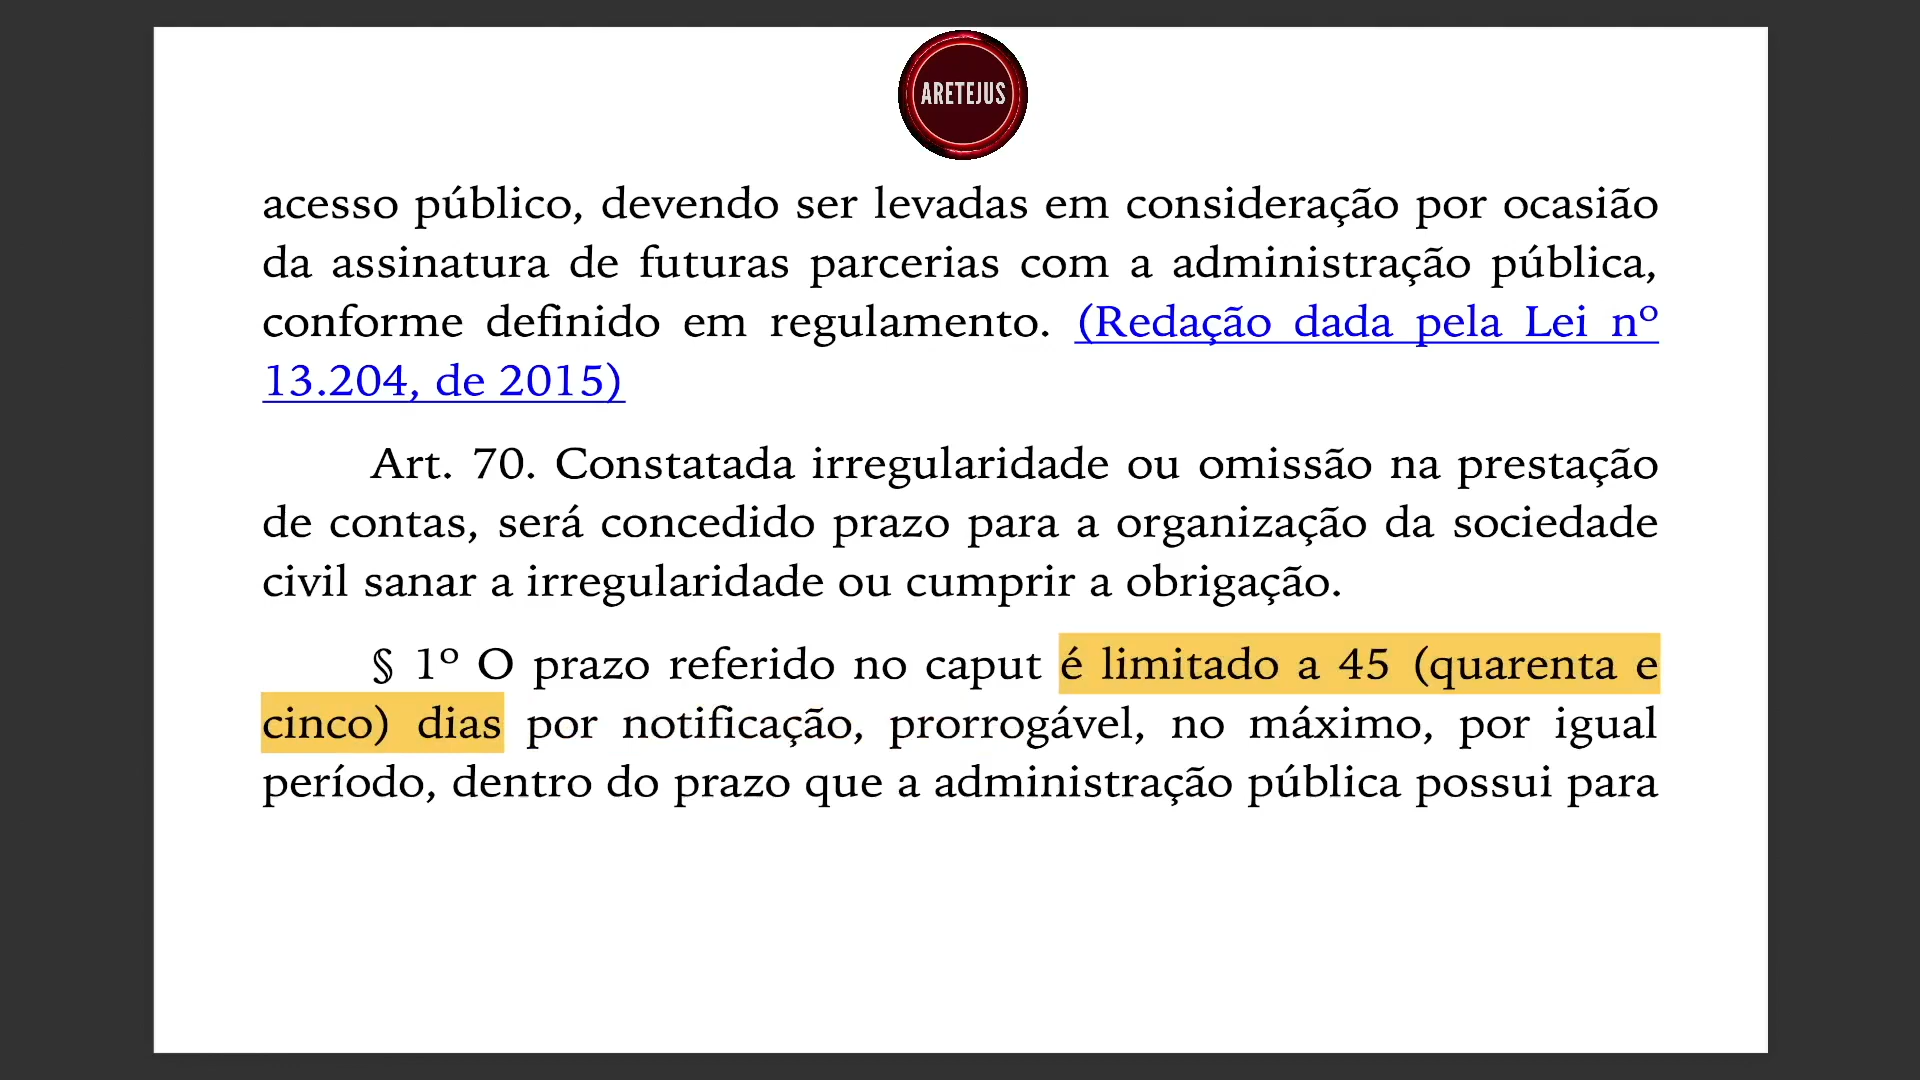 ARETEJUS
acesso público, devendo ser levadas em consideração por ocasião
da assinatura de futuras parcerias com a administração pública,
conforme definido em regulamento. (Redação dada pela Lei nº
13.204, de 2015)
Art. 70. Constatada irregularidade ou omissão na prestação
de contas, será concedido prazo para a organização da sociedade
civil sanar a irregularidade ou cumprir a obrigação.
§ 1º O prazo referido no caput é limitado a 45 (quarenta e
cinco) dias por notificação, prorrogável, no máximo, por igual
período, dentro do prazo que a administração pública possui para